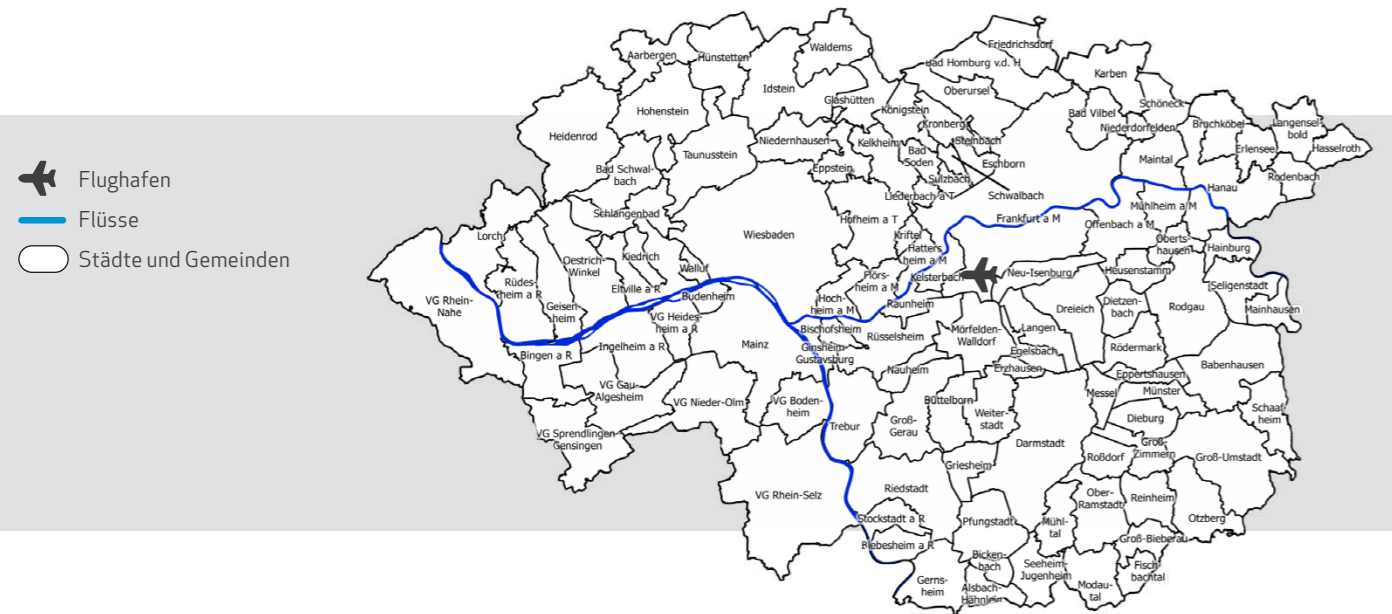 Flughafen
Flüsse
Städte und Gemeinden
Aarbergen
Hünstetten
Waldems
Friedrichsdorf
Bad Homburg v.d. H
Karben
Idstein
Oberursel
Glashütten
Königstein
Schöneck
Hohenstein
Bad Vilbel
Heidenrod
Kronberg
Niederdorfelden
Bruchköbel
Langensel-
bold
Niedernhausen
Kelkheim
Steinbach
Erlensee
Hasselroth
Taunusstein
Bad
Soden
Eschborn
Maintal
Bad Schwal-
bach
Eppstein
Sulzbach
Rodenbach
Liederbach a T
Schwalbach
Hanau
Mühlheim a M
Schlangenbad
Hofheim a T
Frankfurt a M
Offenbach a M
Lorch
Wiesbaden
Kriftel
Oberts-
hausen
Hainburg
Oestrich-
Winkel
Kiedrich
Hatters
heim a M
Walluf
Heusenstamm
Rüdes-
heim a R
Flörs-
heim a M
Kelsterbach
Neu-Isenburg
Seligenstadt
Eltville a R
Budenheim
Hoch-
heim a M
Raunheim
Dreieich
Dietzen-
bach
Rodgau
Mainhausen
VG Rhein-
Nahe
Geisen-
heim
VG Heides-
heim a R
Bischofsheim
Rüsselsheim
Mörfelden-
Walldorf
Langen
Bingen a R
Ingelheim a R
Mainz
Ginsheim-
Gustavsburg
Egelsbach
Rödermark
Babenhausen
Nauheim
Erzhausen
Eppertshausen
VG Gau-
Algesheim
VG Nieder-Olm
VG Boden-
heim
Büttelborn
Messel
Münster
Groß-
Gerau
Weiter-
stadt
Dieburg
Schaaf-
heim
Trebur
VG Sprendlingen
Gensingen
Darmstadt
Groß
Zimmern
Griesheim
Roßdorf
Groß-Umstadt
VG Rhein-Selz
Riedstadt
Ober-
Ramstadt
Reinheim
Stockstadt a R
Pfungstadt
Mühl-
tal
Otzberg
Biebesheim a R
Groß-Bieberau
Bicken-
bach
Seeheim-
Jugenheim
Fisch
bachtal
Gerns-
heim
Alsbach-
Hähnlein
Modau-
tal